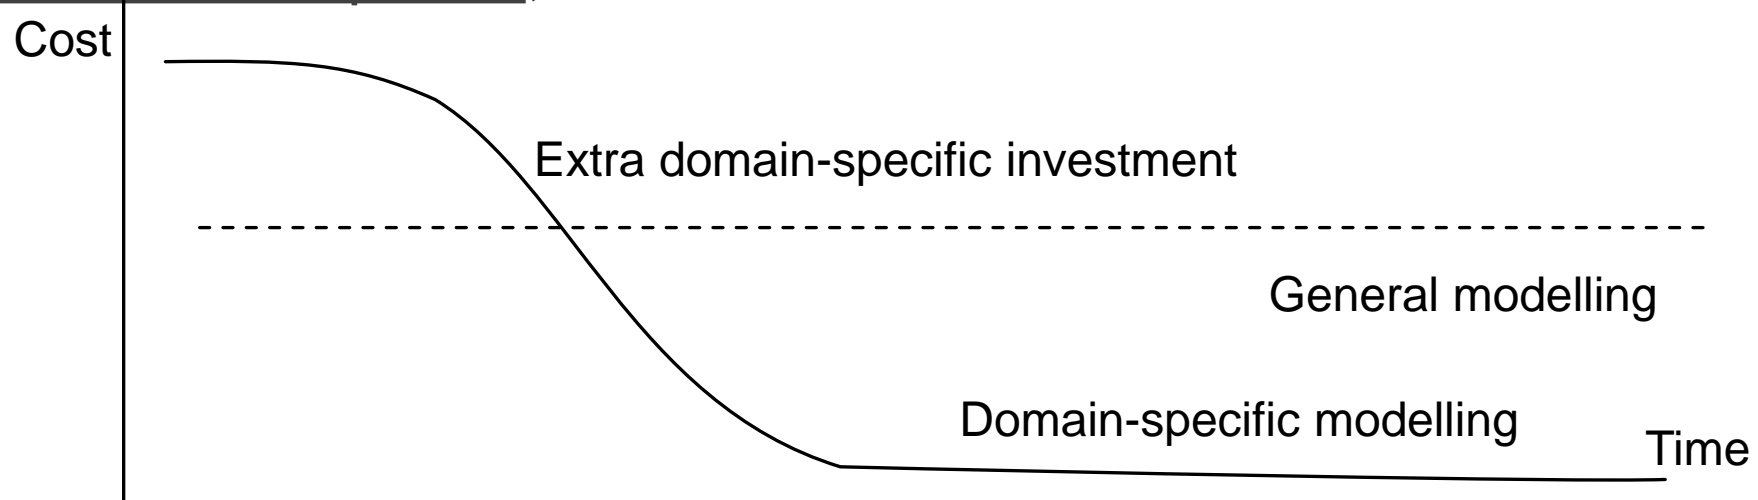 Cost
Extra domain-specific investment
General modelling
Domain-specific modelling
Time